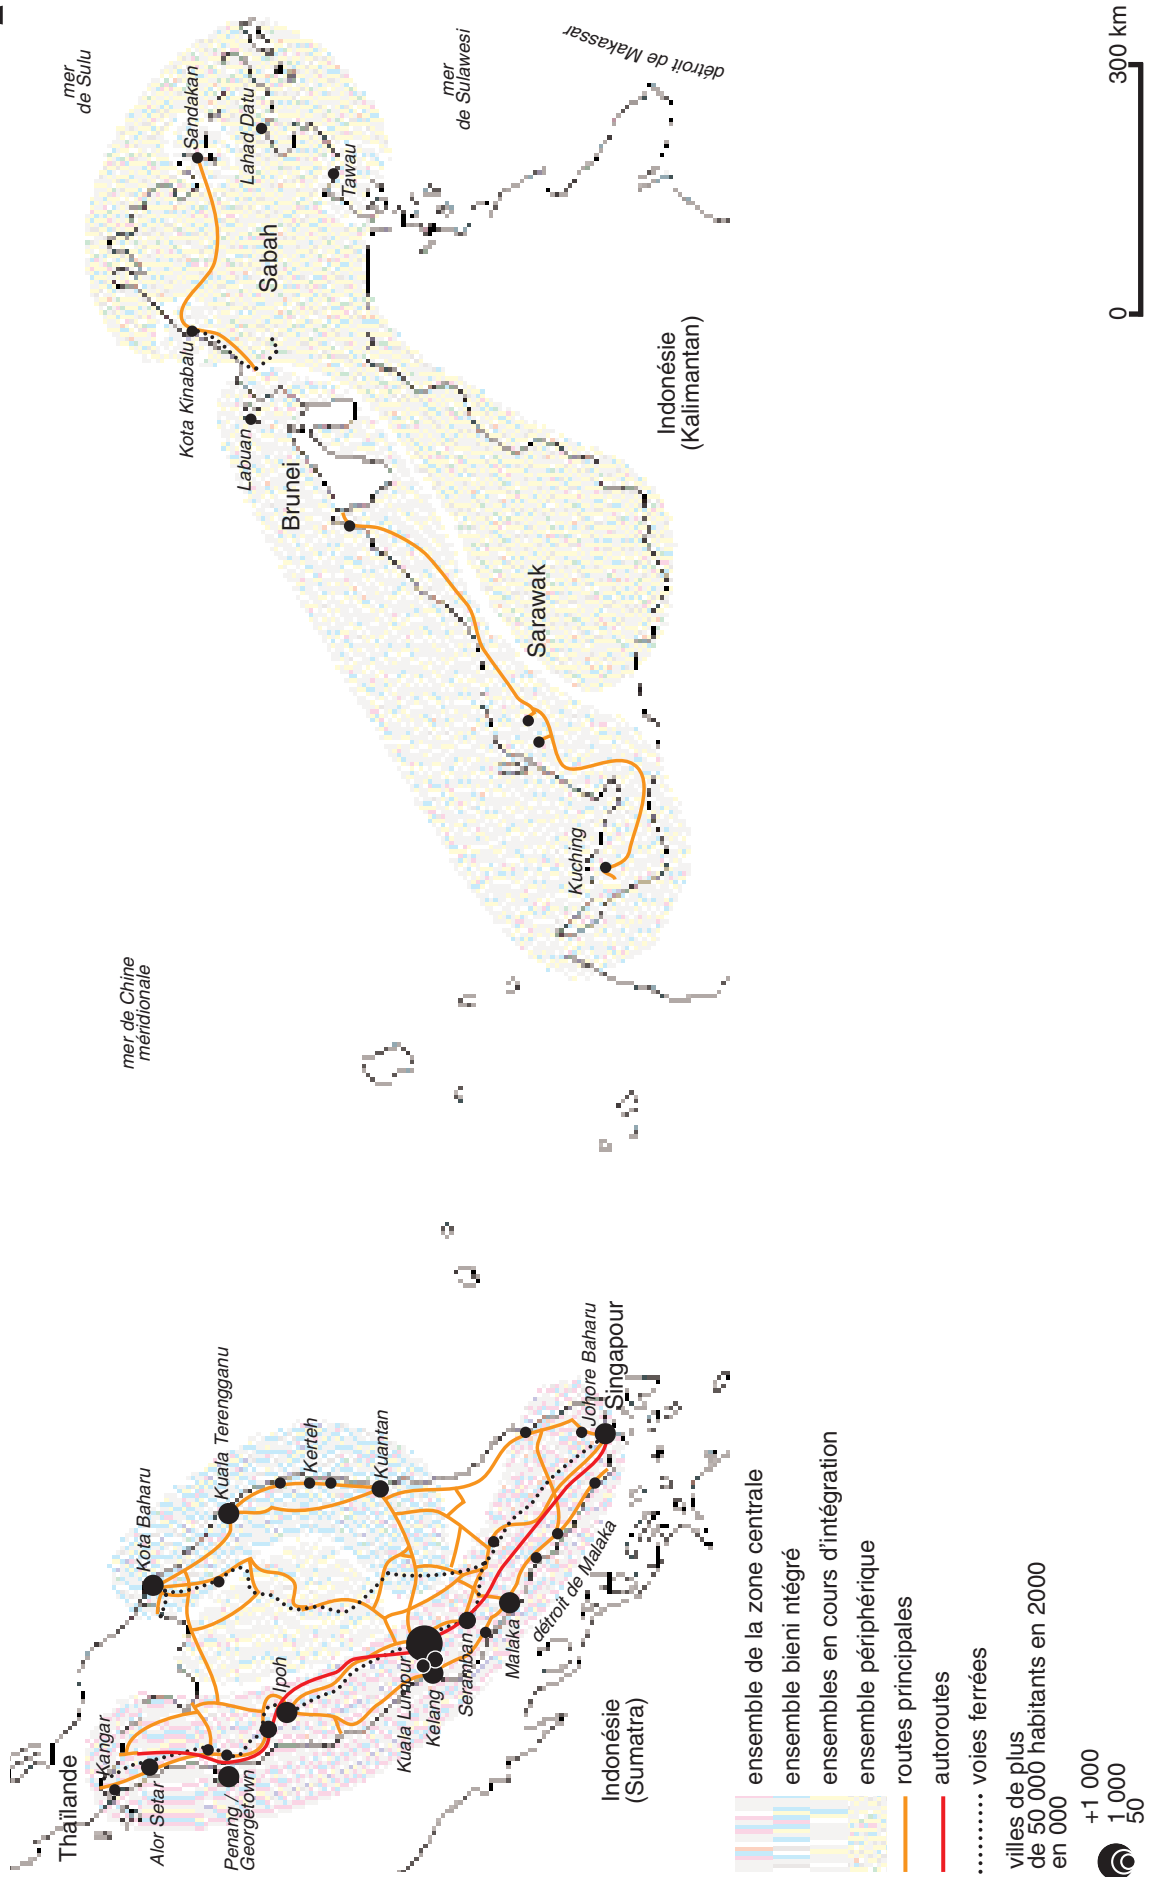 Thaïlande
Kangar
Alor Setar
Penang /
Georgetown
Ipoh
Kota Baharu
Kuala Terengganu
Kerteh
Kuantan
Kuala Lumpur
Kelang
Seramban
Malaka
détroit de Malaka
Johore Baharu
Singapour
Indonésie
(Sumatra)
mer de Chine
méridionale
Kuching
Sarawak
Brunei
Labuan
Kota Kinabalu
Sabah
Sandakan
Lahad Datu
Tawau
mer
de Sulu
mer
de Sulawesi
détroit de Makassar
Indonésie
(Kalimantan)
ensemble de la zone centrale
ensemble bieni ntégré
ensembles en cours d'intégration
ensemble périphérique
routes principales
autoroutes
voies ferrées
villes de plus
de 50 000 habitants en 2000
en 000
+1 000
1 000
50
0 300 km